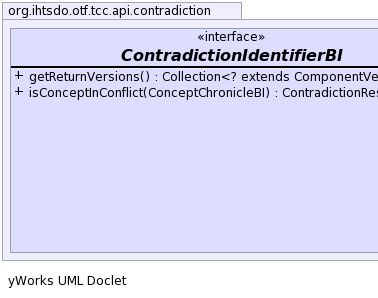 org.ihtsdo.otf.tcc.api.contradiction
«interface»
ContradictionIdentifierBI
+ getReturnVersions() : Collection<? extends ComponentVe
+ isConceptInConflict(ConceptChronicleBI) : ContradictionRes
yWorks UML Doclet